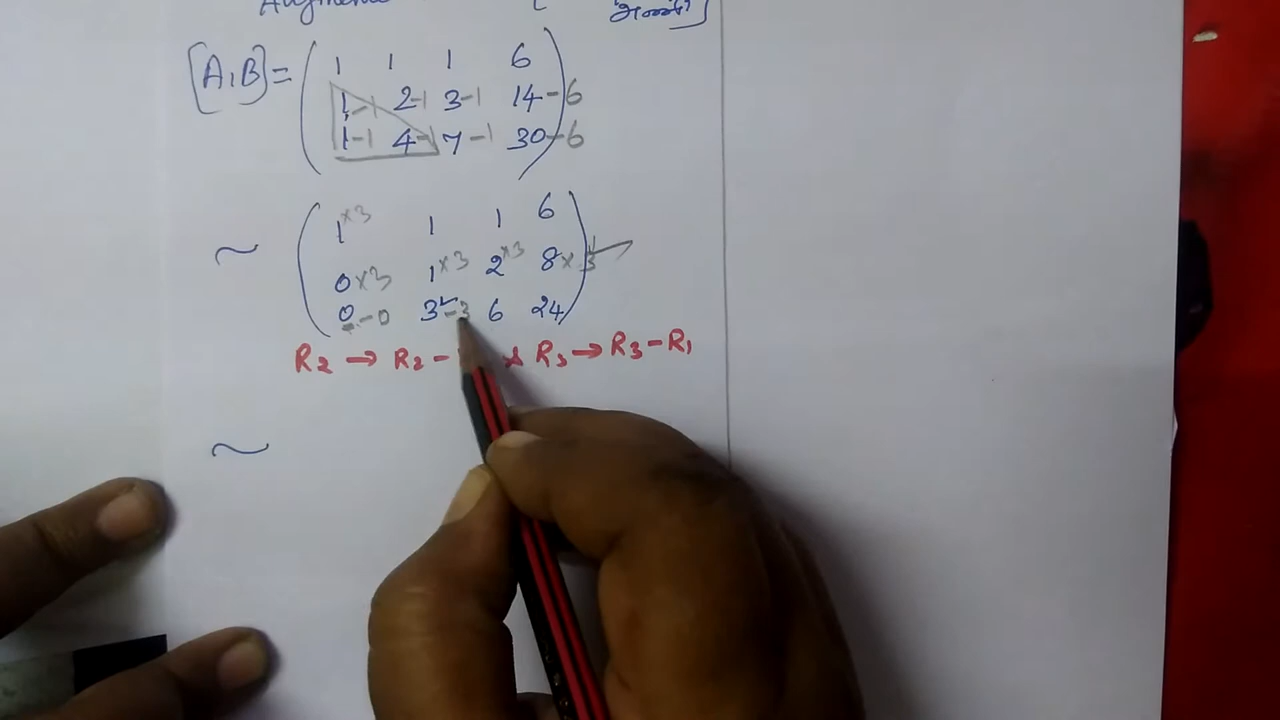 [A,B] = ( 1 1 1 6
1-1 2-1 3-1 14-6
1-1 4-1 7-1 30-6 )
~ ( 1×3 1 1 6
0×3 1×3 2×3 8×3
0-0 3-3 6 24 )
R₂ → R₂ - R₃ → R₃-R₁
~